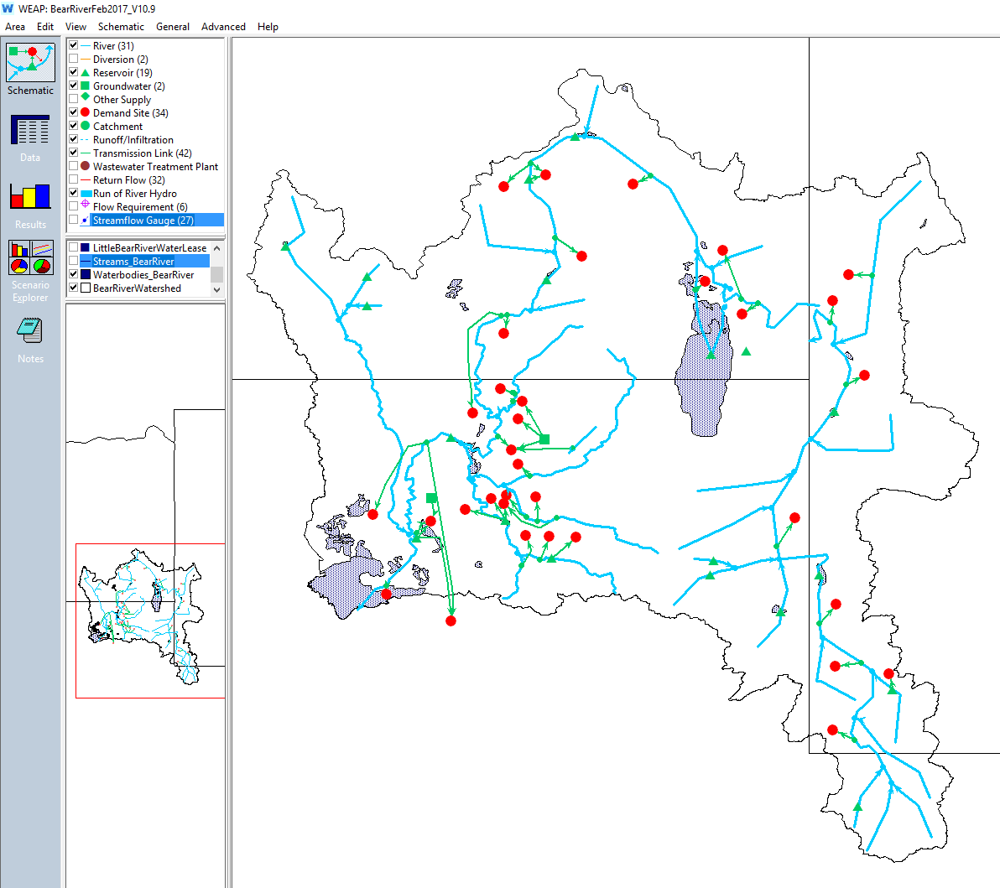 WEAP: BearRiverFeb2017_V10.9
Area Edit View Schematic General Advanced Help
Schematic
Data
Results
Scenario
Explorer
Notes
River (31)
Diversion (2)
Reservoir (19)
Groundwater (2)
Other Supply
Demand Site (34)
Catchment
Runoff/Infiltration
Transmission Link (42)
Wastewater Treatment Plant
Return Flow (32)
Run of River Hydro
Flow Requirement (6)
Streamflow Gauge (27)
LittleBearRiverWaterLease
Streams_BearRiver
Waterbodies_BearRiver
BearRiverWatershed